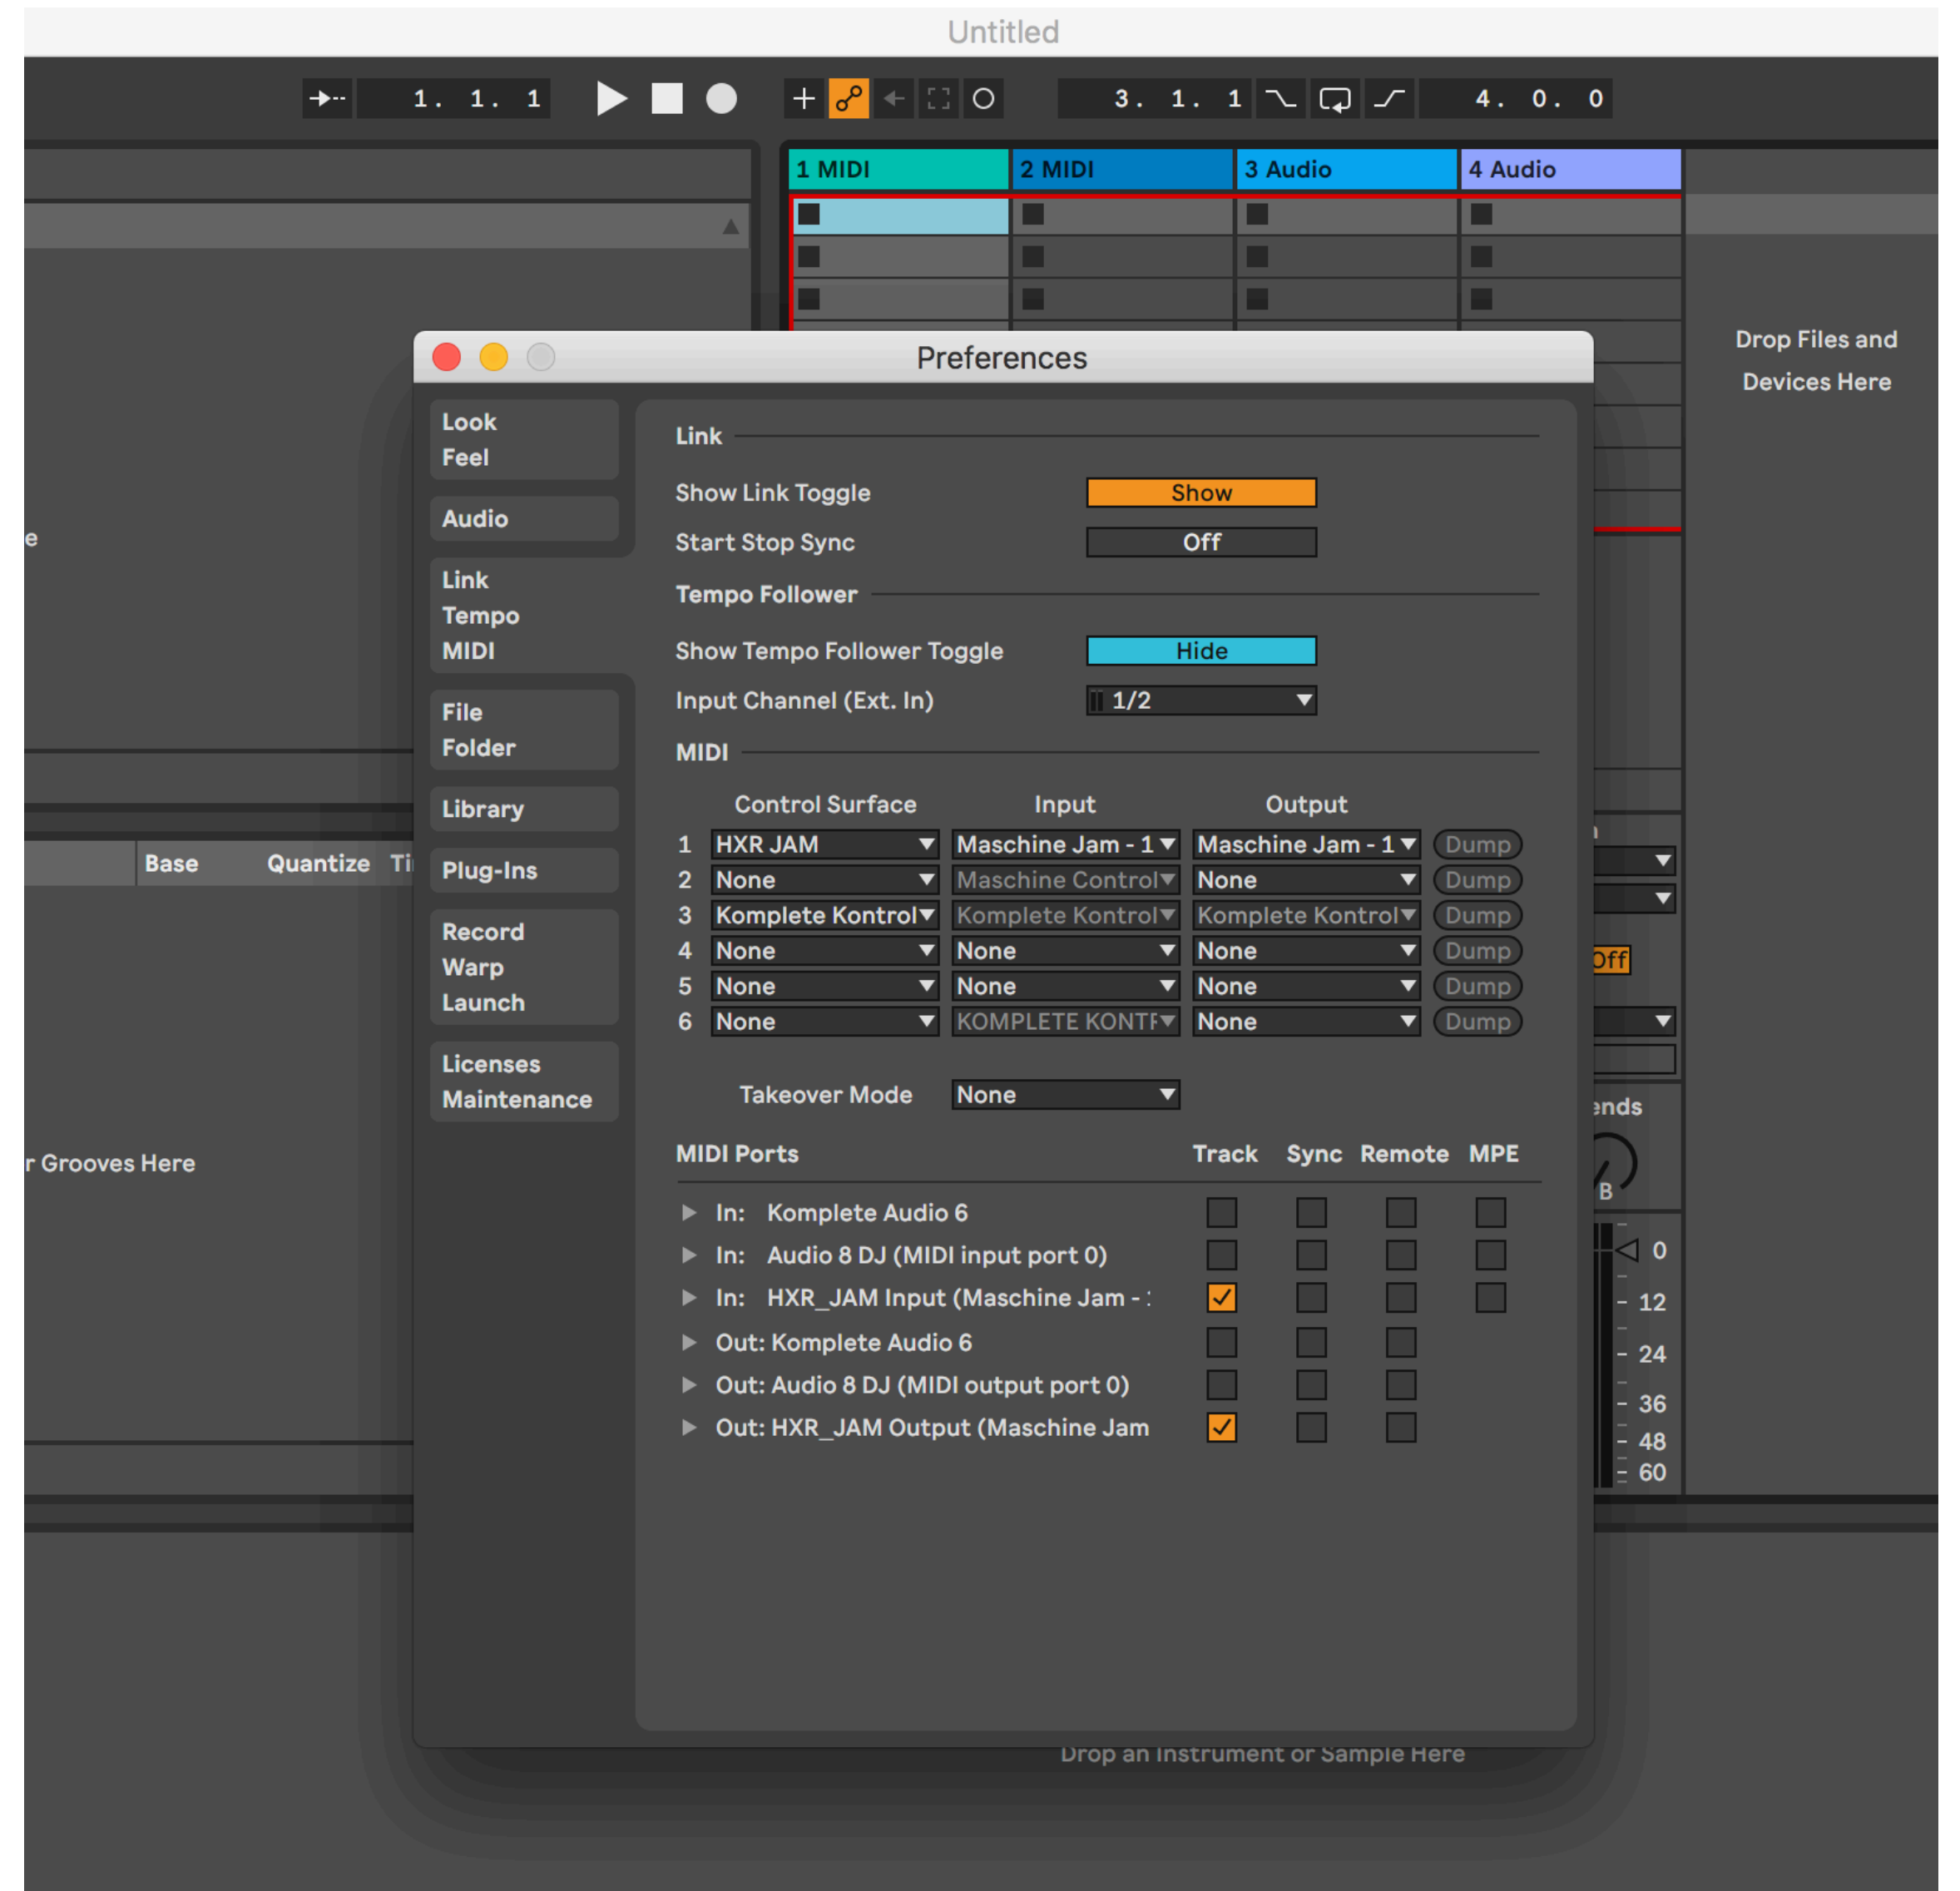 Untitled
1. 1. 1
3. 1. 1
4. 0. 0
1 MIDI
2 MIDI
3 Audio
4 Audio
Drop Files and
Devices Here
Preferences
Look
Feel
Audio
Link
Tempo
MIDI
File
Folder
Library
Plug-Ins
Record
Warp
Launch
Licenses
Maintenance
Link
Show Link Toggle Show
Start Stop Sync Off
Tempo Follower
Show Tempo Follower Toggle Hide
Input Channel (Ext. In) 1/2
MIDI
Control Surface Input Output
1 HXR JAM Maschine Jam - 1 Maschine Jam - 1 Dump
2 None Maschine Control None Dump
3 Komplete Kontrol Komplete Kontrol Komplete Kontrol Dump
4 None None None Dump
5 None None None Dump
6 None KOMPLETE KONT None Dump
Takeover Mode None
MIDI Ports Track Sync Remote MPE
In: Komplete Audio 6
In: Audio 8 DJ (MIDI input port 0)
In: HXR_JAM Input (Maschine Jam -
Out: Komplete Audio 6
Out: Audio 8 DJ (MIDI output port 0)
Out: HXR_JAM Output (Maschine Jam
e
Base Quantize Ti
r Grooves Here
Off
ends
B
0
12
24
36
48
60
Drop an Instrument or Sample Here